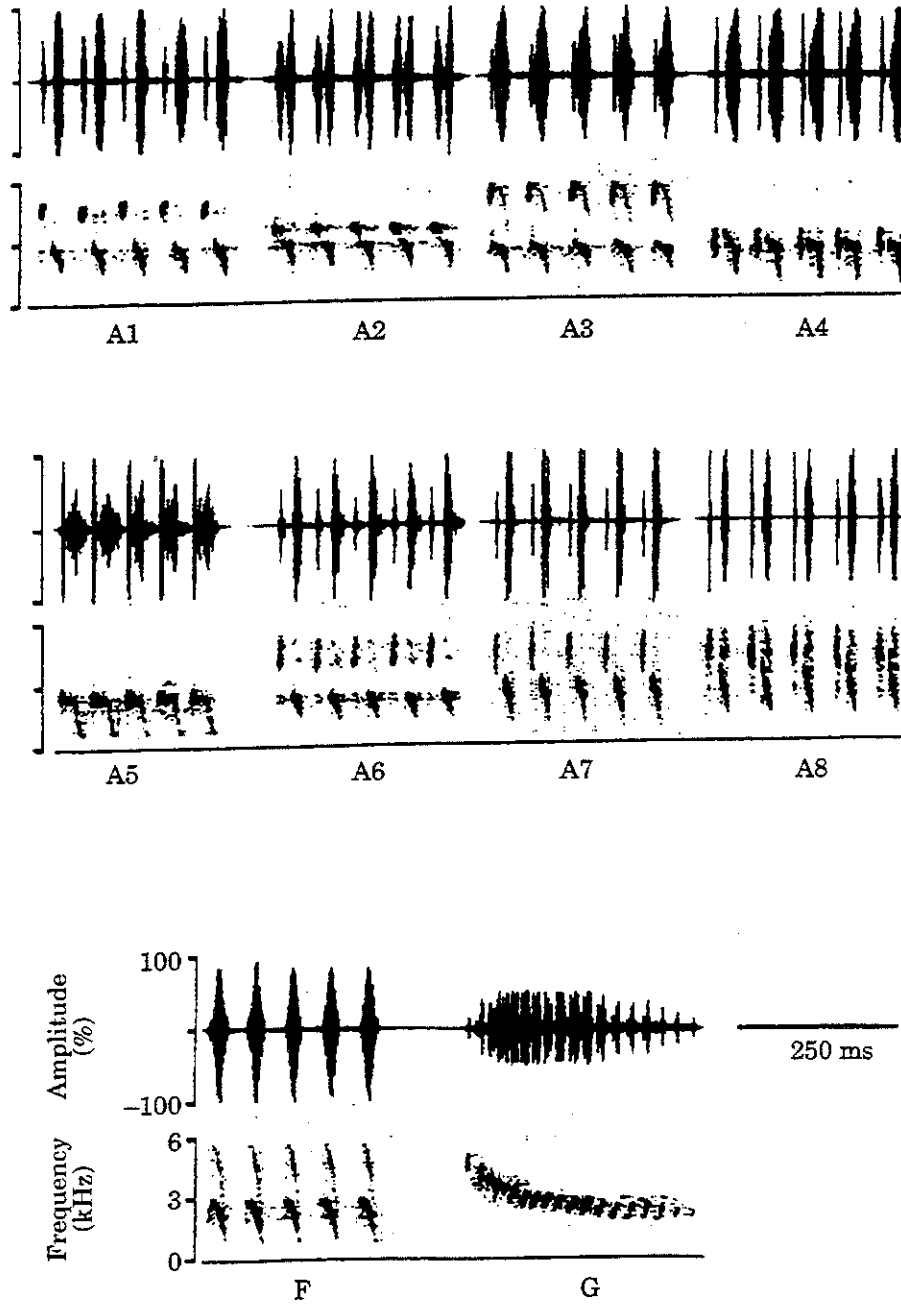 A1 A2 A3 A4
A5 A6 A7 A8
100
Amplitude
(%)
−100
250 ms
6
Frequency
(kHz)
3
0
F G